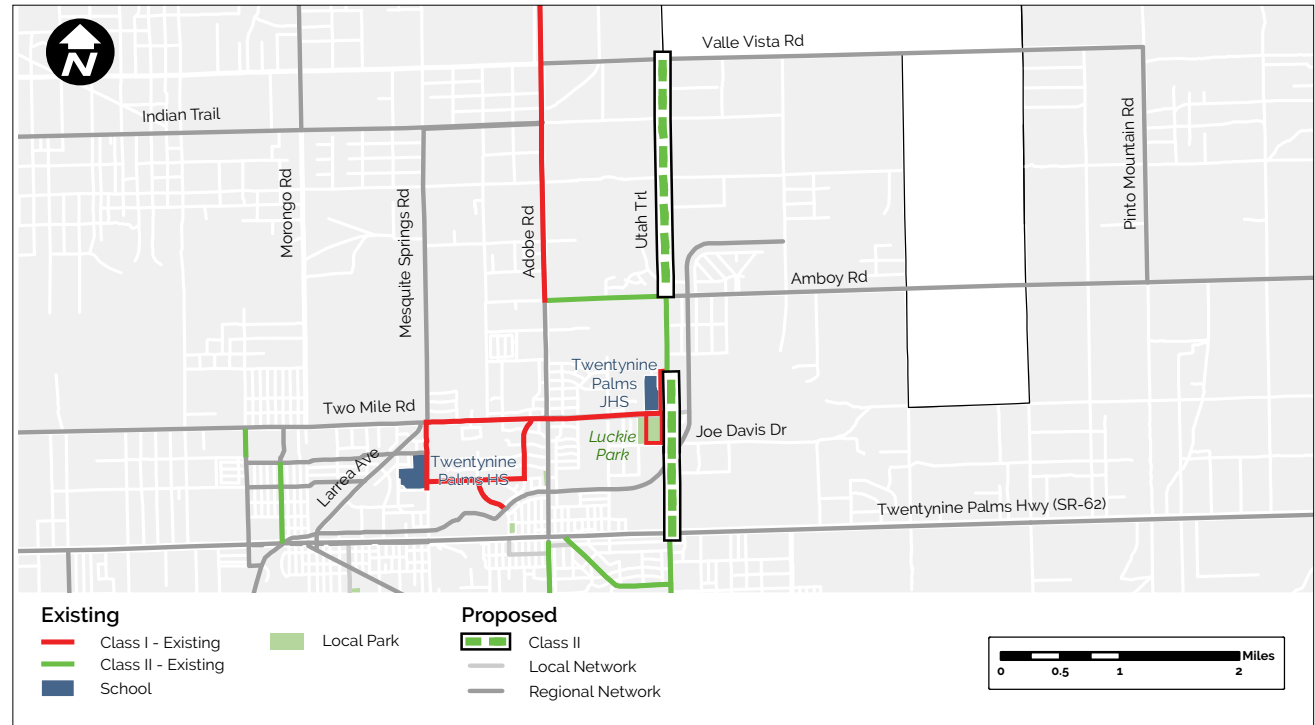 N
Valle Vista Rd
Indian Trail
Pinto Mountain Rd
Morongo Rd
Mesquite Springs Rd
Adobe Rd
Utah Trl
Amboy Rd
Twentynine
Palms
JHS
Two Mile Rd
Luckie
Park
Joe Davis Dr
Larrea Ave
Twentynine
Palms HS
Twentynine Palms Hwy (SR-62)
Existing
Class I - Existing
Class II - Existing
School
Local Park
Proposed
Class II
Local Network
Regional Network
Miles
0 0.5 1 2